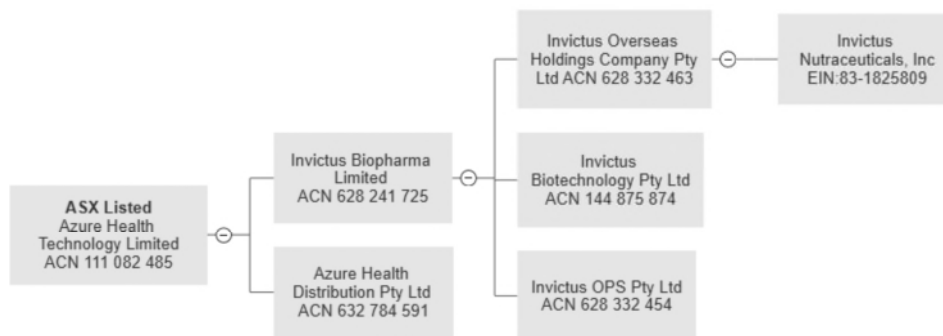 ASX Listed
Azure Health
Technology Limited
ACN 111 082 485
Invictus Biopharma
Limited
ACN 628 241 725
Azure Health
Distribution Pty Ltd
ACN 632 784 591
Invictus Overseas
Holdings Company Pty
Ltd ACN 628 332 463
Invictus
Biotechnology Pty Ltd
ACN 144 875 874
Invictus OPS Pty Ltd
ACN 628 332 454
Invictus
Nutraceuticals, Inc
EIN:83-1825809